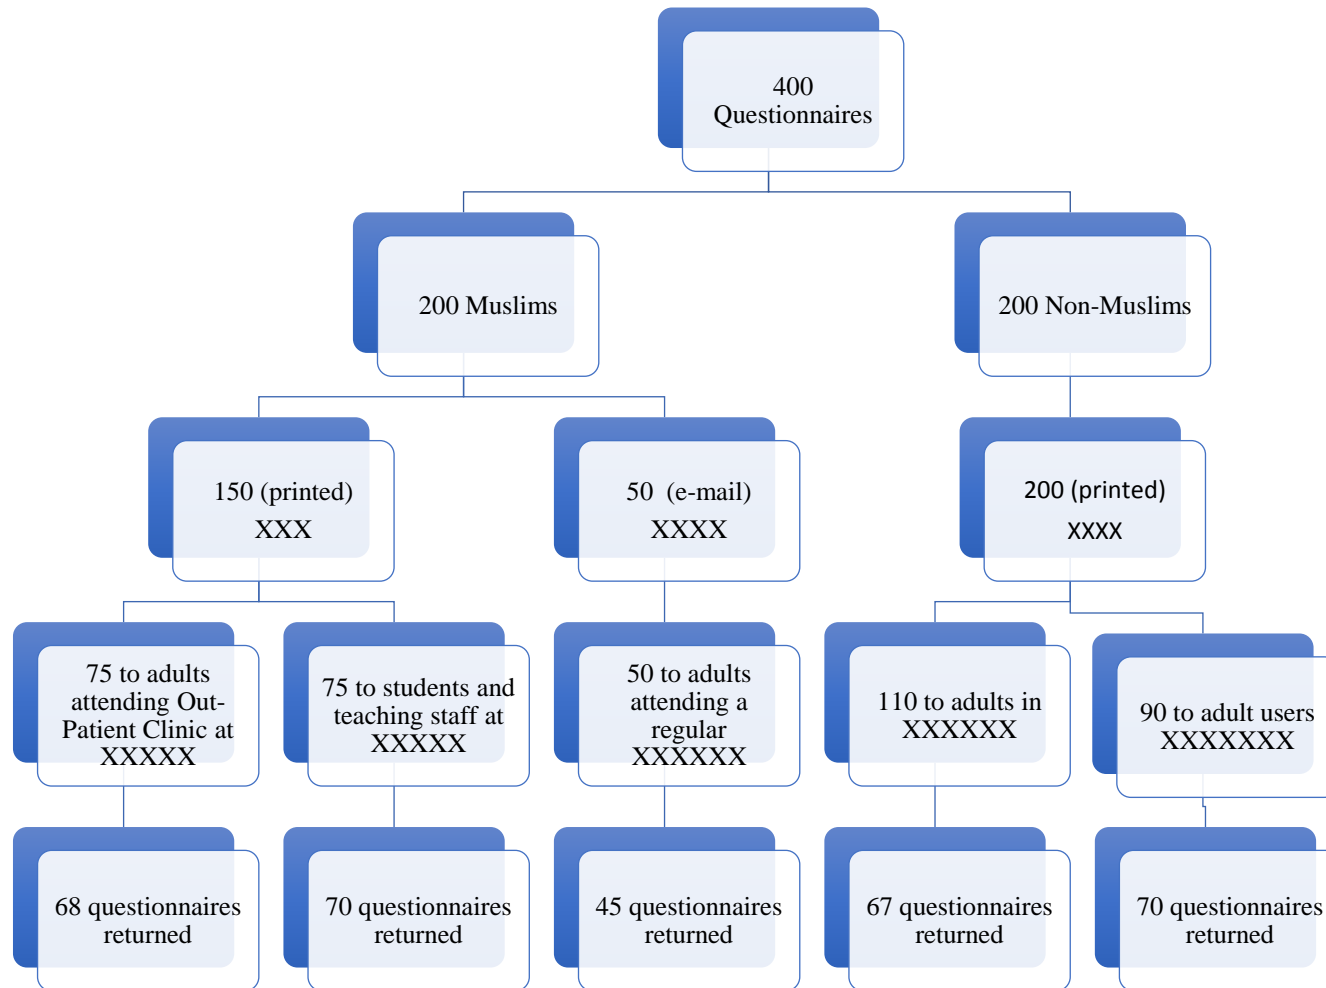 400
Questionnaires
200 Muslims
200 Non-Muslims
150 (printed)
XXX
50 (e-mail)
XXXX
200 (printed)
XXXX
75 to adults
attending Out-
Patient Clinic at
XXXXX
75 to students and
teaching staff at
XXXXX
50 to adults
attending a
regular
XXXXXX
110 to adults in
XXXXXX
90 to adult users
XXXXXXX
68 questionnaires
returned
70 questionnaires
returned
45 questionnaires
returned
67 questionnaires
returned
70 questionnaires
returned